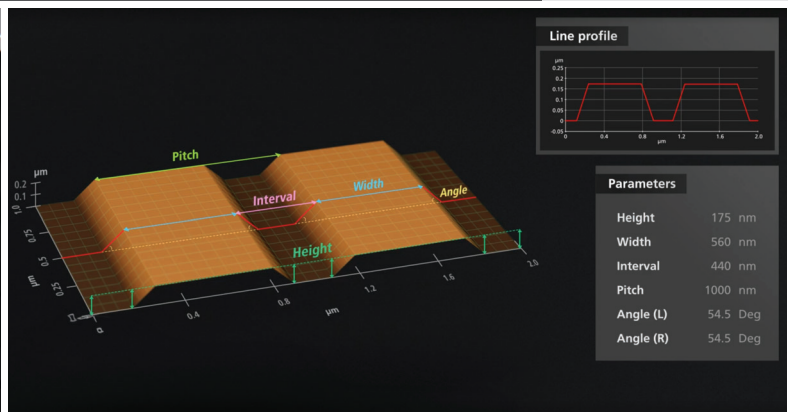 Line profile
µm
0.25
0.2
0.15
0.1
0.05
0
-0.05
0 0.4 0.8 1.2 1.6 2.0
µm
Pitch
Interval
Width
Angle
Height
µm
0.2
0.1
1.0
0.75
0.5
0.25
µm
0
0.4
0.8
1.2
1.6
2.0
µm
Parameters
Height 175 nm
Width 560 nm
Interval 440 nm
Pitch 1000 nm
Angle (L) 54.5 Deg
Angle (R) 54.5 Deg